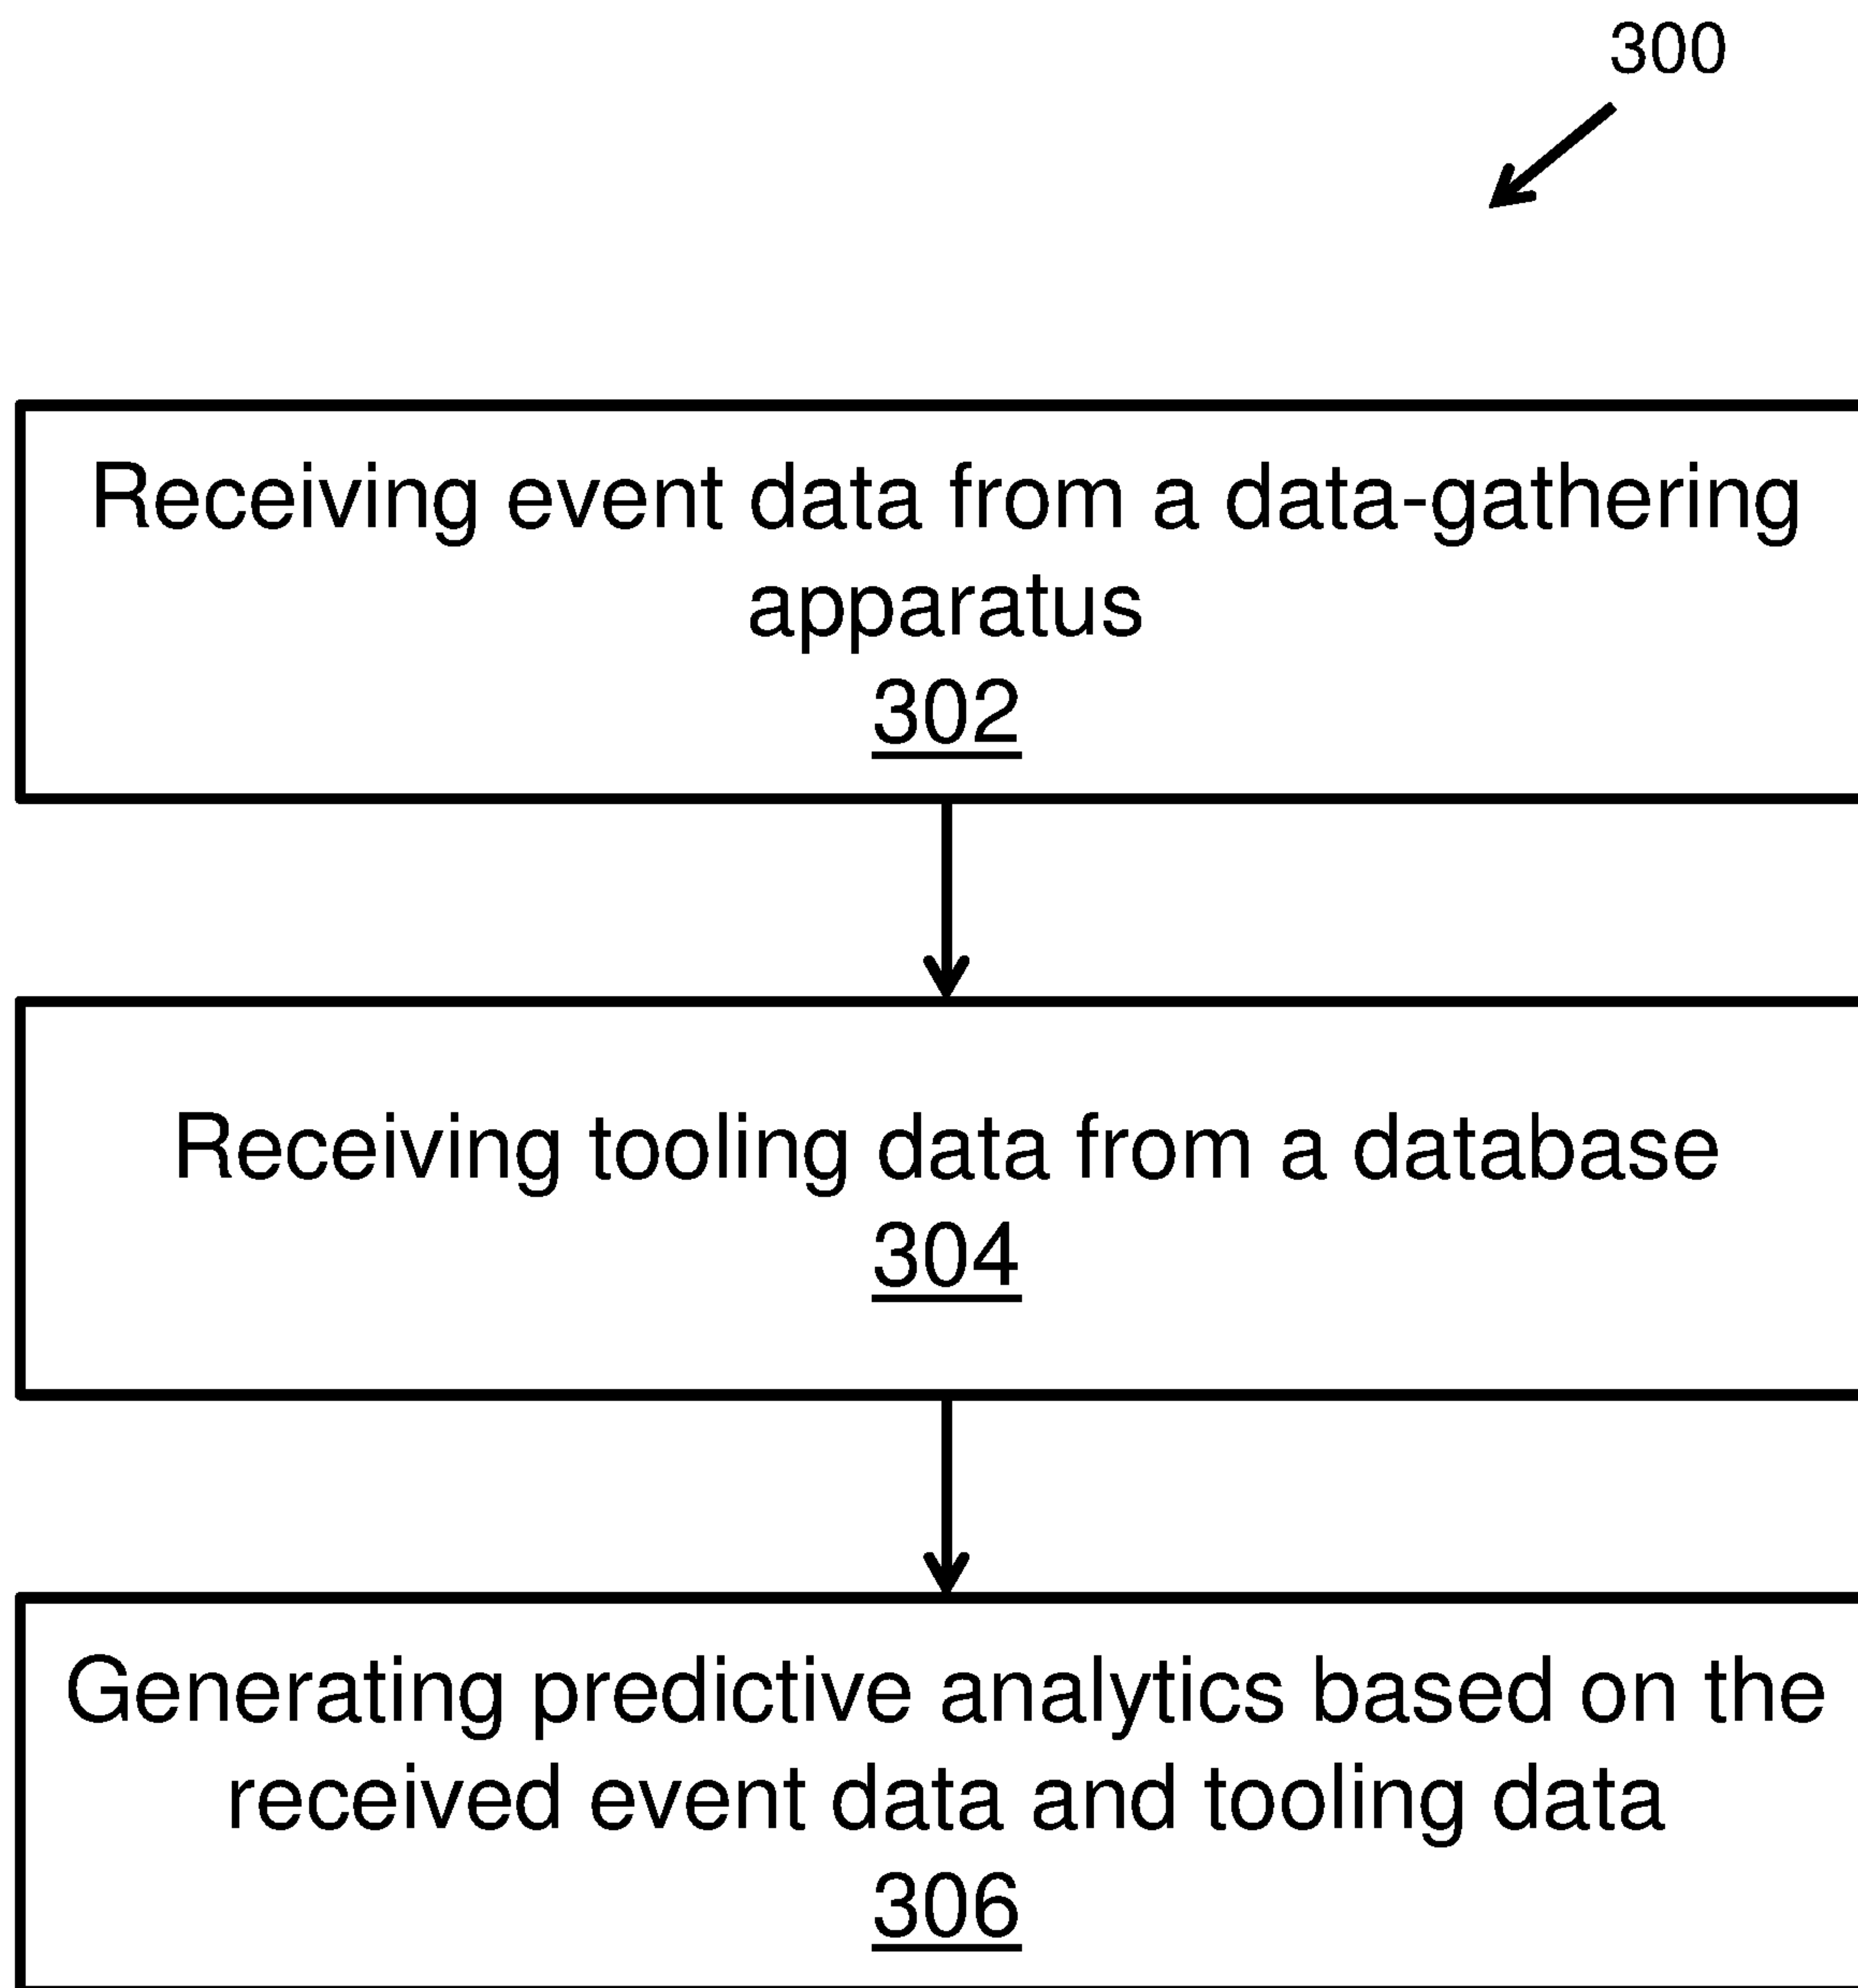 300
Receiving event data from a data-gathering
apparatus
302
Receiving tooling data from a database
304
Generating predictive analytics based on the
received event data and tooling data
306